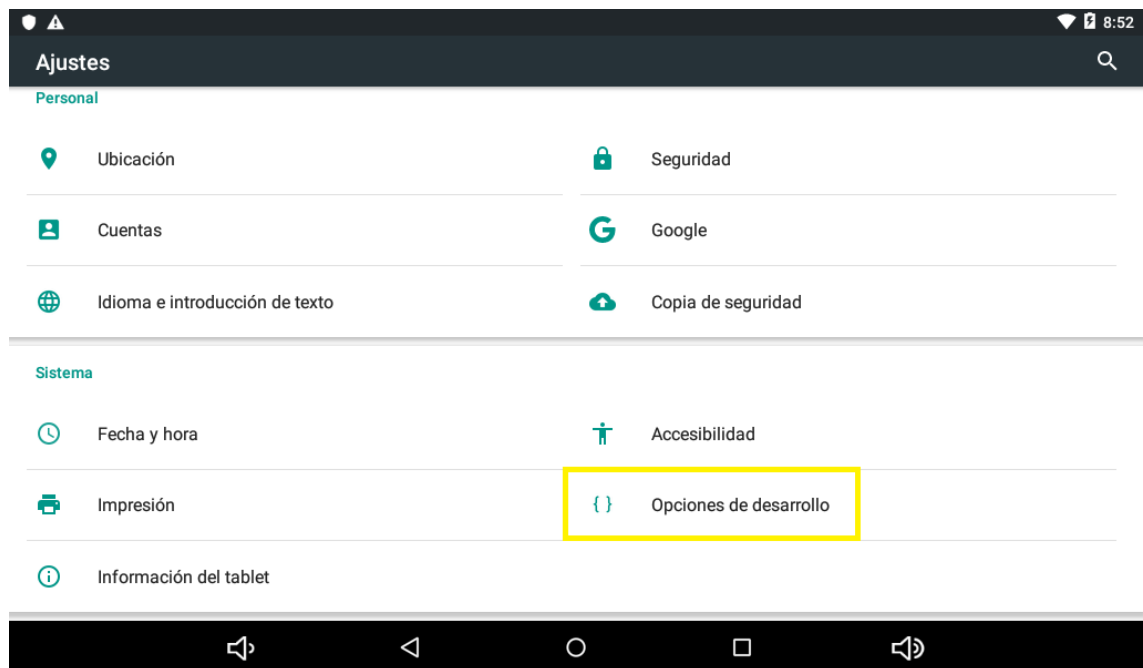 8:52
Ajustes
Personal
Ubicación
Seguridad
Cuentas
Google
Idioma e introducción de texto
Copia de seguridad
Sistema
Fecha y hora
Accesibilidad
Impresión
{ } Opciones de desarrollo
Información del tablet